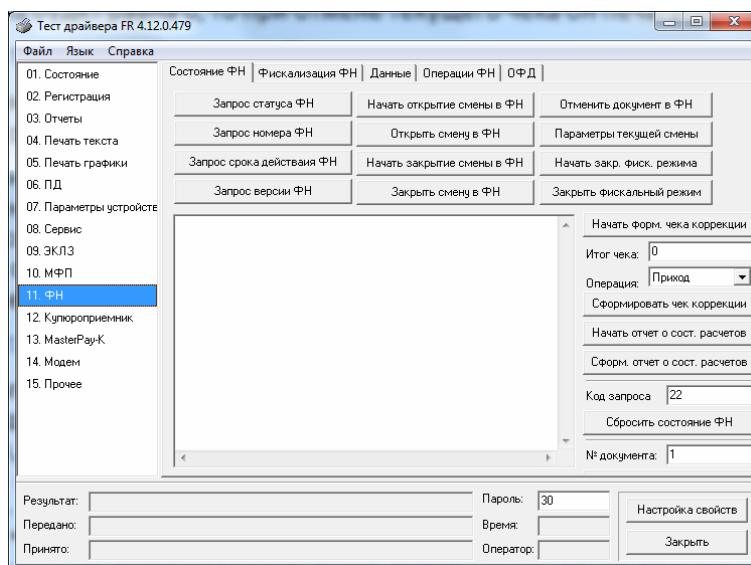 Тест драйвера FR 4.12.0.479
Файл Язык Справка
01. Состояние
02. Регистрация
03. Отчеты
04. Печать текста
05. Печать графики
06. ПД
07. Параметры устройств
08. Сервис
09. ЭКЛЗ
10. МФП
11. ФН
12. Купюроприемник
13. MasterPay-K
14. Модем
15. Прочее
Состояние ФН Фискализация ФН Данные Операции ФН ОФД
Запрос статуса ФН Начать открытие смены в ФН Отменить документ в ФН
Запрос номера ФН Открыть смену в ФН Параметры текущей смены
Запрос срока действаия ФН Начать закрытие смены в ФН Начать закр. фиск. режима
Запрос версии ФН Закрыть смену в ФН Закрыть фискальный режим
Начать форм. чека коррекции
Итог чека: 0
Операция: Приход
Сформировать чек коррекции
Начать отчет о сост. расчетов
Сформ. отчет о сост. расчетов
Код запроса 22
Сбросить состояние ФН
№ документа: 1
Результат: Пароль: 30
Передано: Время:
Принято: Оператор:
Настройка свойств
Закрыть